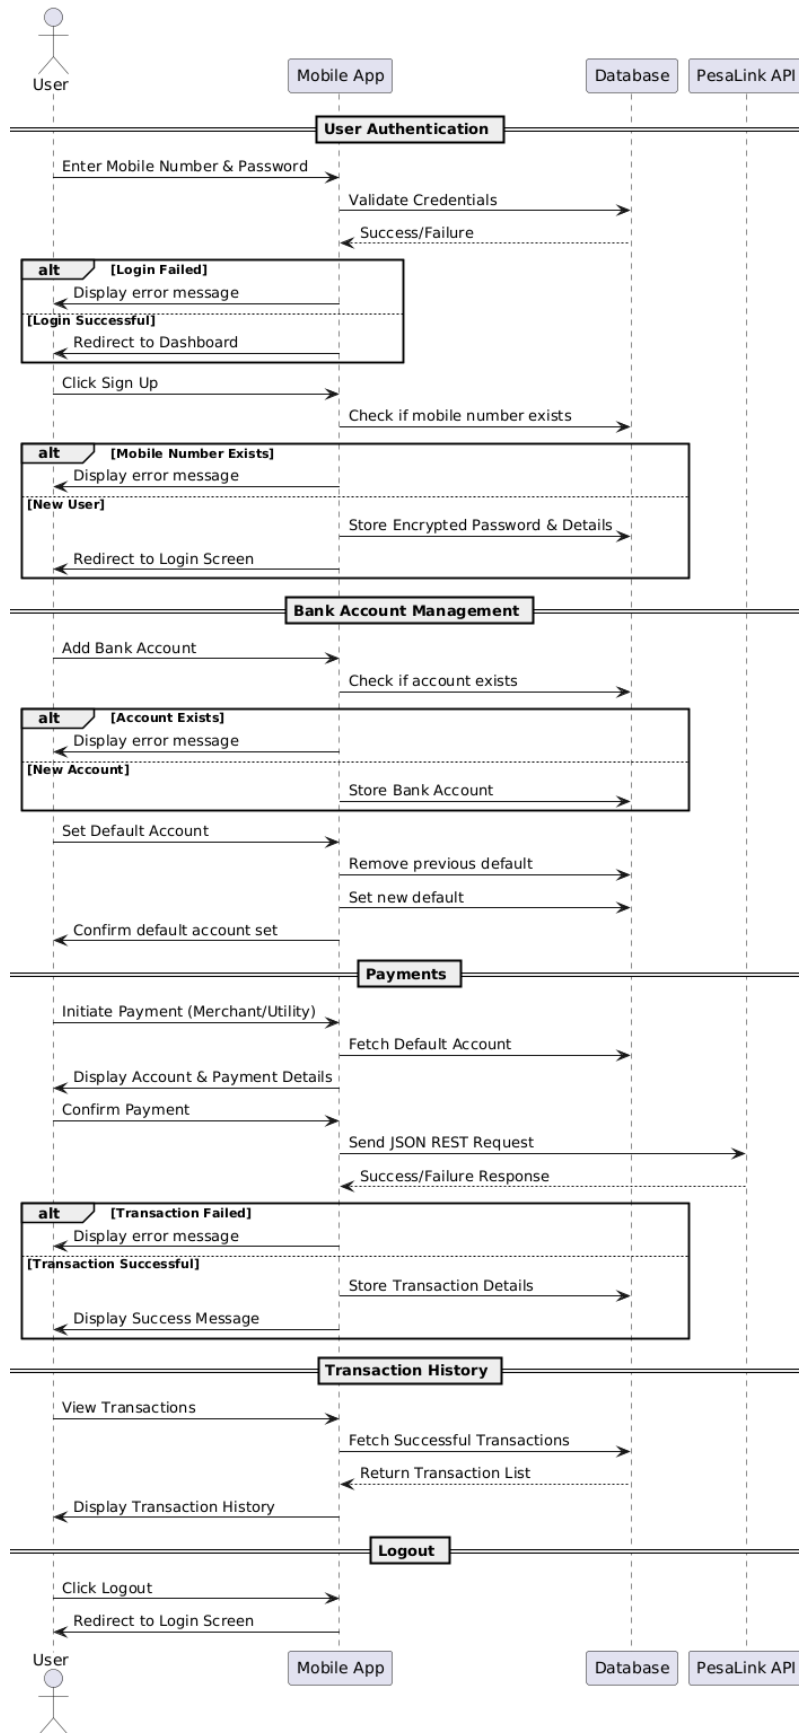 User
Mobile App
Database
PesaLink API
User Authentication
Enter Mobile Number & Password
Validate Credentials
Success/Failure
alt [Login Failed]
Display error message
[Login Successful]
Redirect to Dashboard
Click Sign Up
Check if mobile number exists
alt [Mobile Number Exists]
Display error message
[New User]
Store Encrypted Password & Details
Redirect to Login Screen
Bank Account Management
Add Bank Account
Check if account exists
alt [Account Exists]
Display error message
[New Account]
Store Bank Account
Set Default Account
Remove previous default
Set new default
Confirm default account set
Payments
Initiate Payment (Merchant/Utility)
Fetch Default Account
Display Account & Payment Details
Confirm Payment
Send JSON REST Request
Success/Failure Response
alt [Transaction Failed]
Display error message
[Transaction Successful]
Store Transaction Details
Display Success Message
Transaction History
View Transactions
Fetch Successful Transactions
Return Transaction List
Display Transaction History
Logout
Click Logout
Redirect to Login Screen
User
Mobile App
Database
PesaLink API